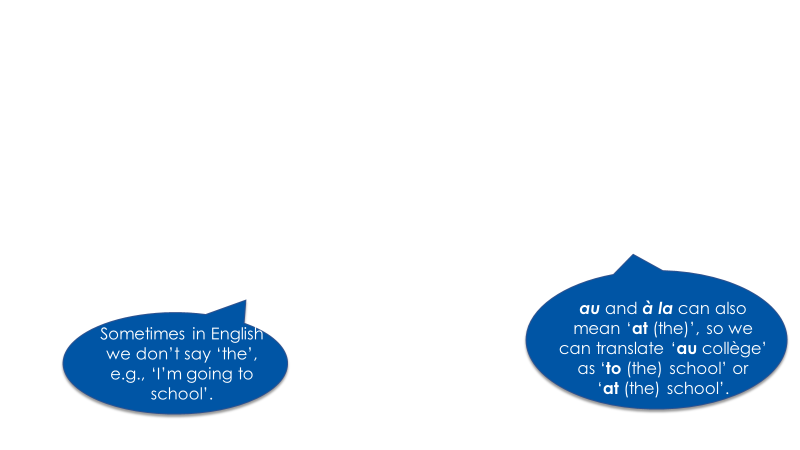 Sometimes in English
we don't say 'the',
e.g., 'I'm going to
school'.
au and à la can also
mean 'at (the)', so we
can translate 'au collège'
as 'to (the) school' or
'at (the) school'.